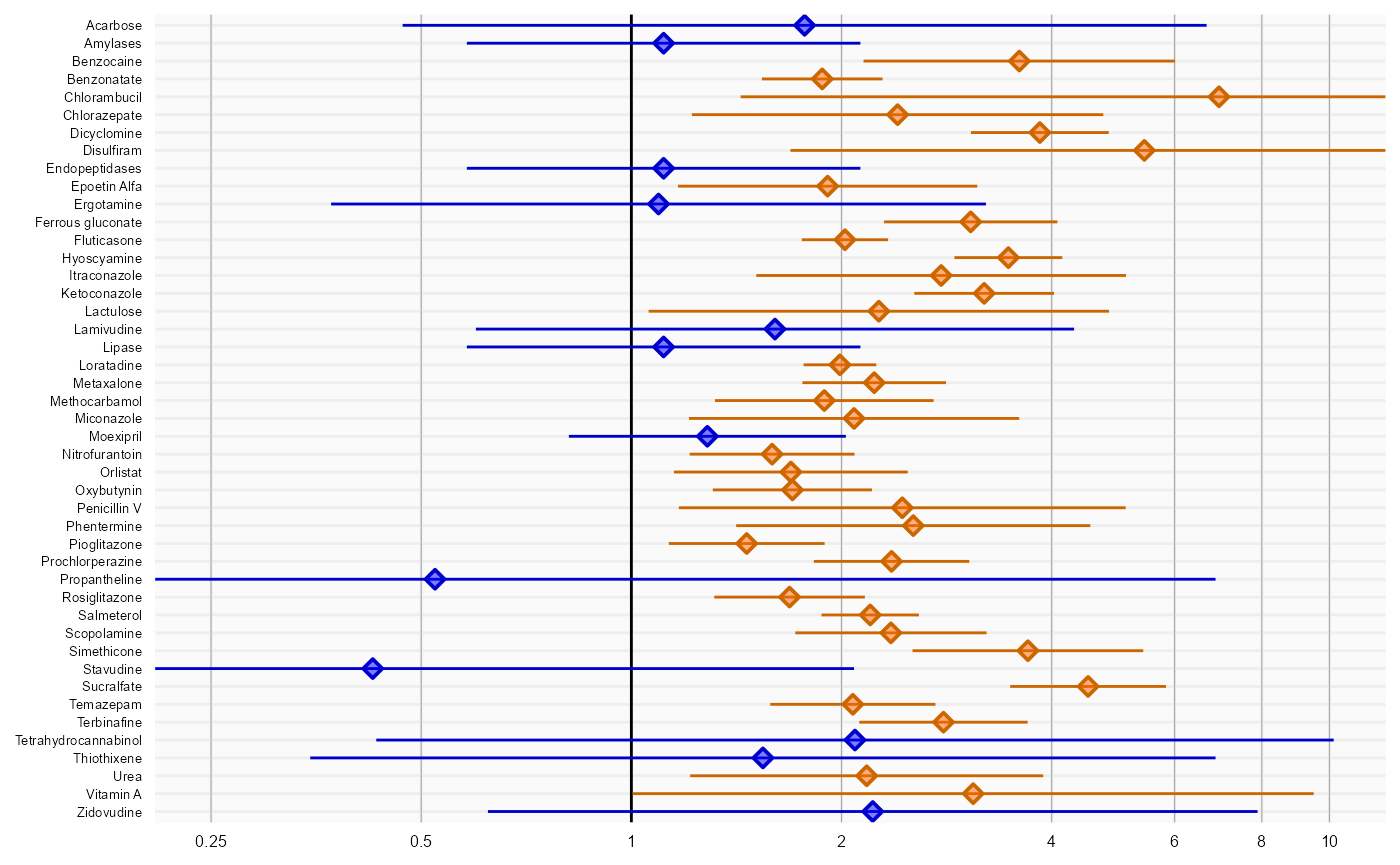 Acarbose
Amylases
Benzocaine
Benzonatate
Chlorambucil
Chlorazepate
Dicyclomine
Disulfiram
Endopeptidases
Epoetin Alfa
Ergotamine
Ferrous gluconate
Fluticasone
Hyoscyamine
Itraconazole
Ketoconazole
Lactulose
Lamivudine
Lipase
Loratadine
Metaxalone
Methocarbamol
Miconazole
Moexipril
Nitrofurantoin
Orlistat
Oxybutynin
Penicillin V
Phentermine
Pioglitazone
Prochlorperazine
Propantheline
Rosiglitazone
Salmeterol
Scopolamine
Simethicone
Stavudine
Sucralfate
Temazepam
Terbinafine
Tetrahydrocannabinol
Thiothixene
Urea
Vitamin A
Zidovudine
0.25 0.5 1 2 4 6 8 10